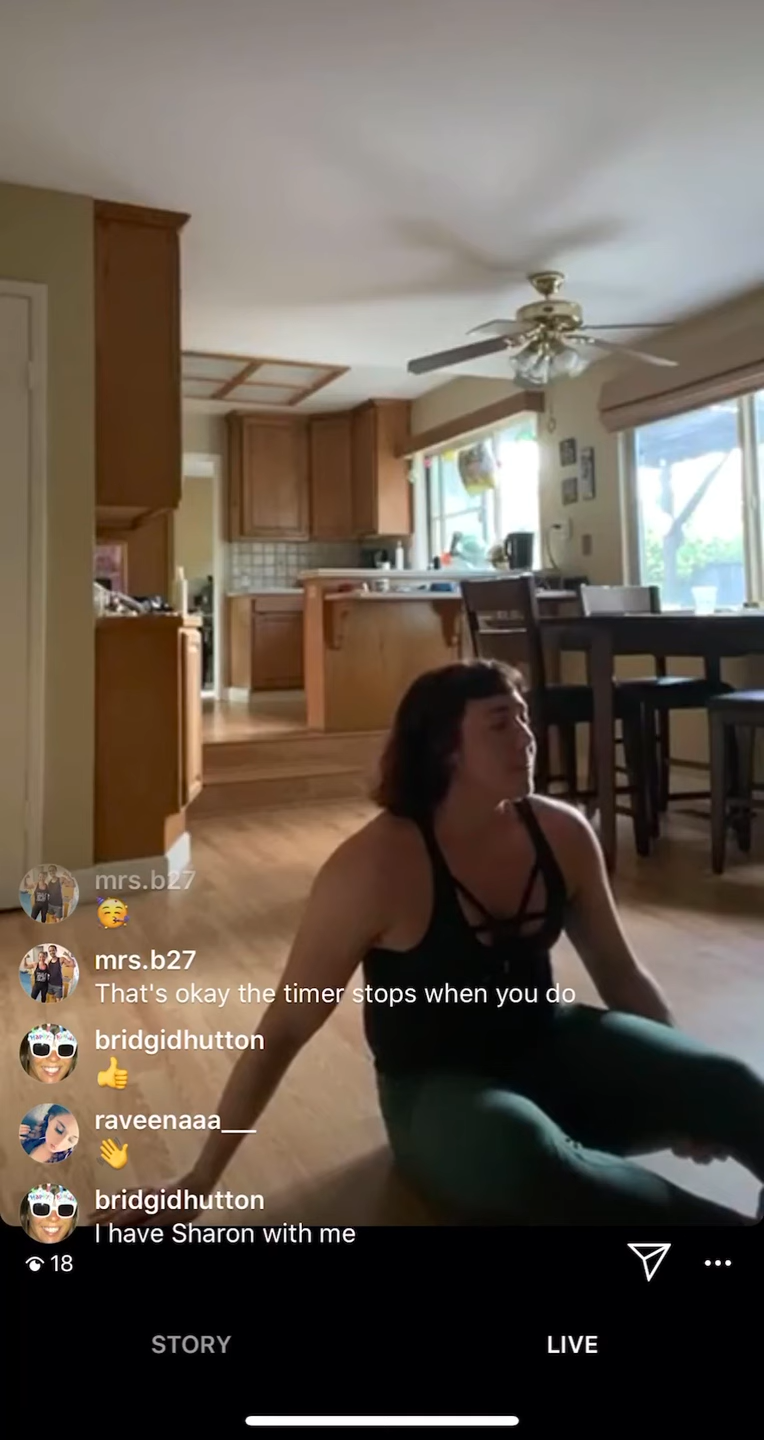 mrs.b27
🥳
mrs.b27
That's okay the timer stops when you do
bridgidhutton
👍
raveenaaa___
👋
bridgidhutton
I have Sharon with me
18
STORY
LIVE